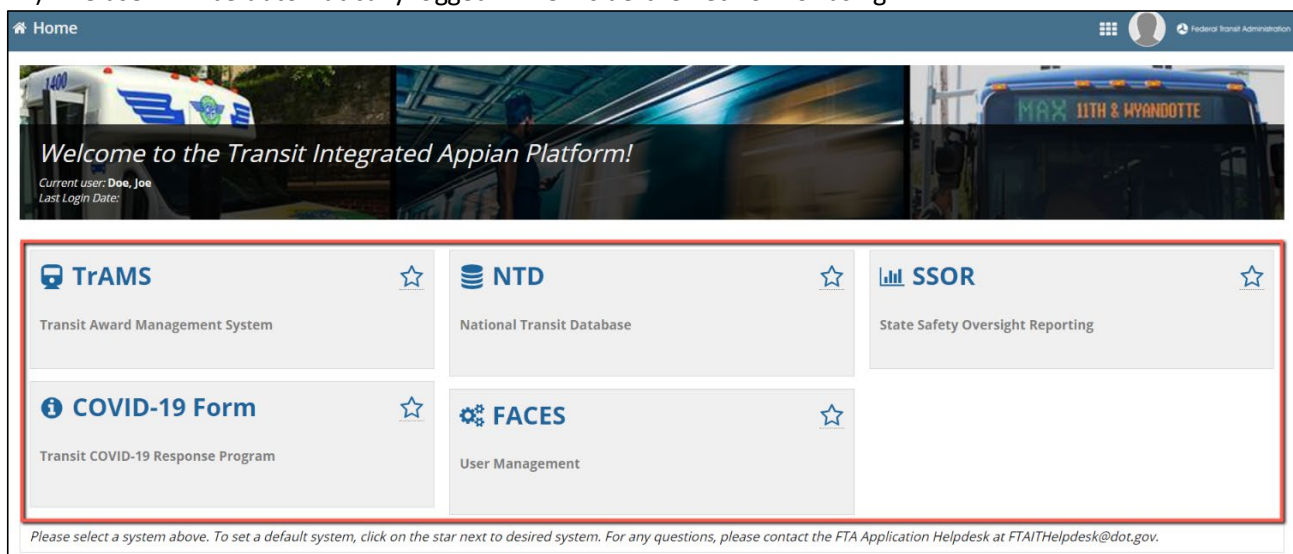 Home
Federal Transit Administration
1400
MAX 11TH & WYANDOTTE
Welcome to the Transit Integrated Appian Platform!
Current user: Doe, Joe
Last Login Date:
TrAMS
Transit Award Management System
NTD
National Transit Database
SSOR
State Safety Oversight Reporting
COVID-19 Form
Transit COVID-19 Response Program
FACES
User Management
Please select a system above. To set a default system, click on the star next to desired system. For any questions, please contact the FTA Application Helpdesk at FTAITHelpdesk@dot.gov.